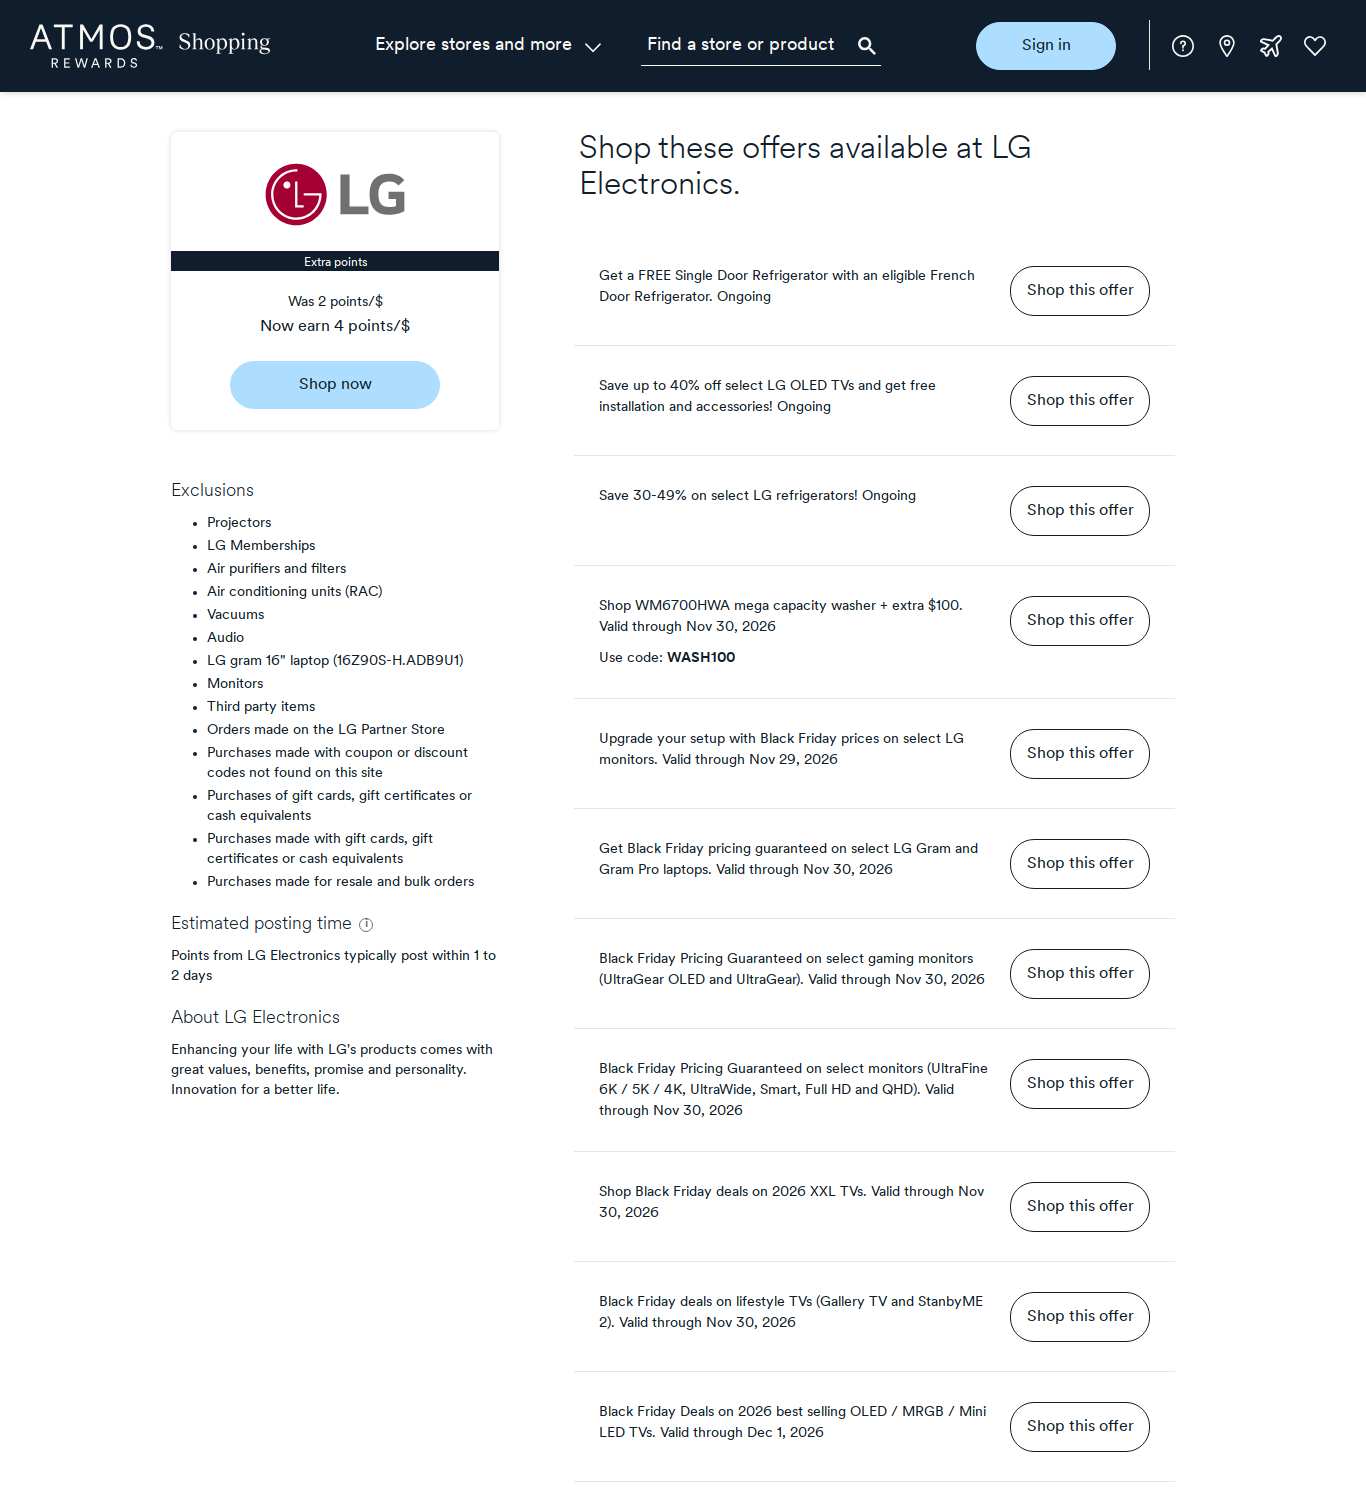 ATMOS™ Shopping
REWARDS
Explore stores and more
Find a store or product
Sign in
LG
Extra points
Was 2 points/$
Now earn 4 points/$
Shop now
Exclusions
• Projectors
• LG Memberships
• Air purifiers and filters
• Air conditioning units (RAC)
• Vacuums
• Audio
• LG gram 16" laptop (16Z90S-H.ADB9U1)
• Monitors
• Third party items
• Orders made on the LG Partner Store
• Purchases made with coupon or discount
codes not found on this site
• Purchases of gift cards, gift certificates or
cash equivalents
• Purchases made with gift cards, gift
certificates or cash equivalents
• Purchases made for resale and bulk orders
Estimated posting time
Points from LG Electronics typically post within 1 to
2 days
About LG Electronics
Enhancing your life with LG's products comes with
great values, benefits, promise and personality.
Innovation for a better life.
Shop these offers available at LG
Electronics.
Get a FREE Single Door Refrigerator with an eligible French
Door Refrigerator. Ongoing
Shop this offer
Save up to 40% off select LG OLED TVs and get free
installation and accessories! Ongoing
Shop this offer
Save 30-49% on select LG refrigerators! Ongoing
Shop this offer
Shop WM6700HWA mega capacity washer + extra $100.
Valid through Nov 30, 2026
Use code: WASH100
Shop this offer
Upgrade your setup with Black Friday prices on select LG
monitors. Valid through Nov 29, 2026
Shop this offer
Get Black Friday pricing guaranteed on select LG Gram and
Gram Pro laptops. Valid through Nov 30, 2026
Shop this offer
Black Friday Pricing Guaranteed on select gaming monitors
(UltraGear OLED and UltraGear). Valid through Nov 30, 2026
Shop this offer
Black Friday Pricing Guaranteed on select monitors (UltraFine
6K / 5K / 4K, UltraWide, Smart, Full HD and QHD). Valid
through Nov 30, 2026
Shop this offer
Shop Black Friday deals on 2026 XXL TVs. Valid through Nov
30, 2026
Shop this offer
Black Friday deals on lifestyle TVs (Gallery TV and StanbyME
2). Valid through Nov 30, 2026
Shop this offer
Black Friday Deals on 2026 best selling OLED / MRGB / Mini
LED TVs. Valid through Dec 1, 2026
Shop this offer